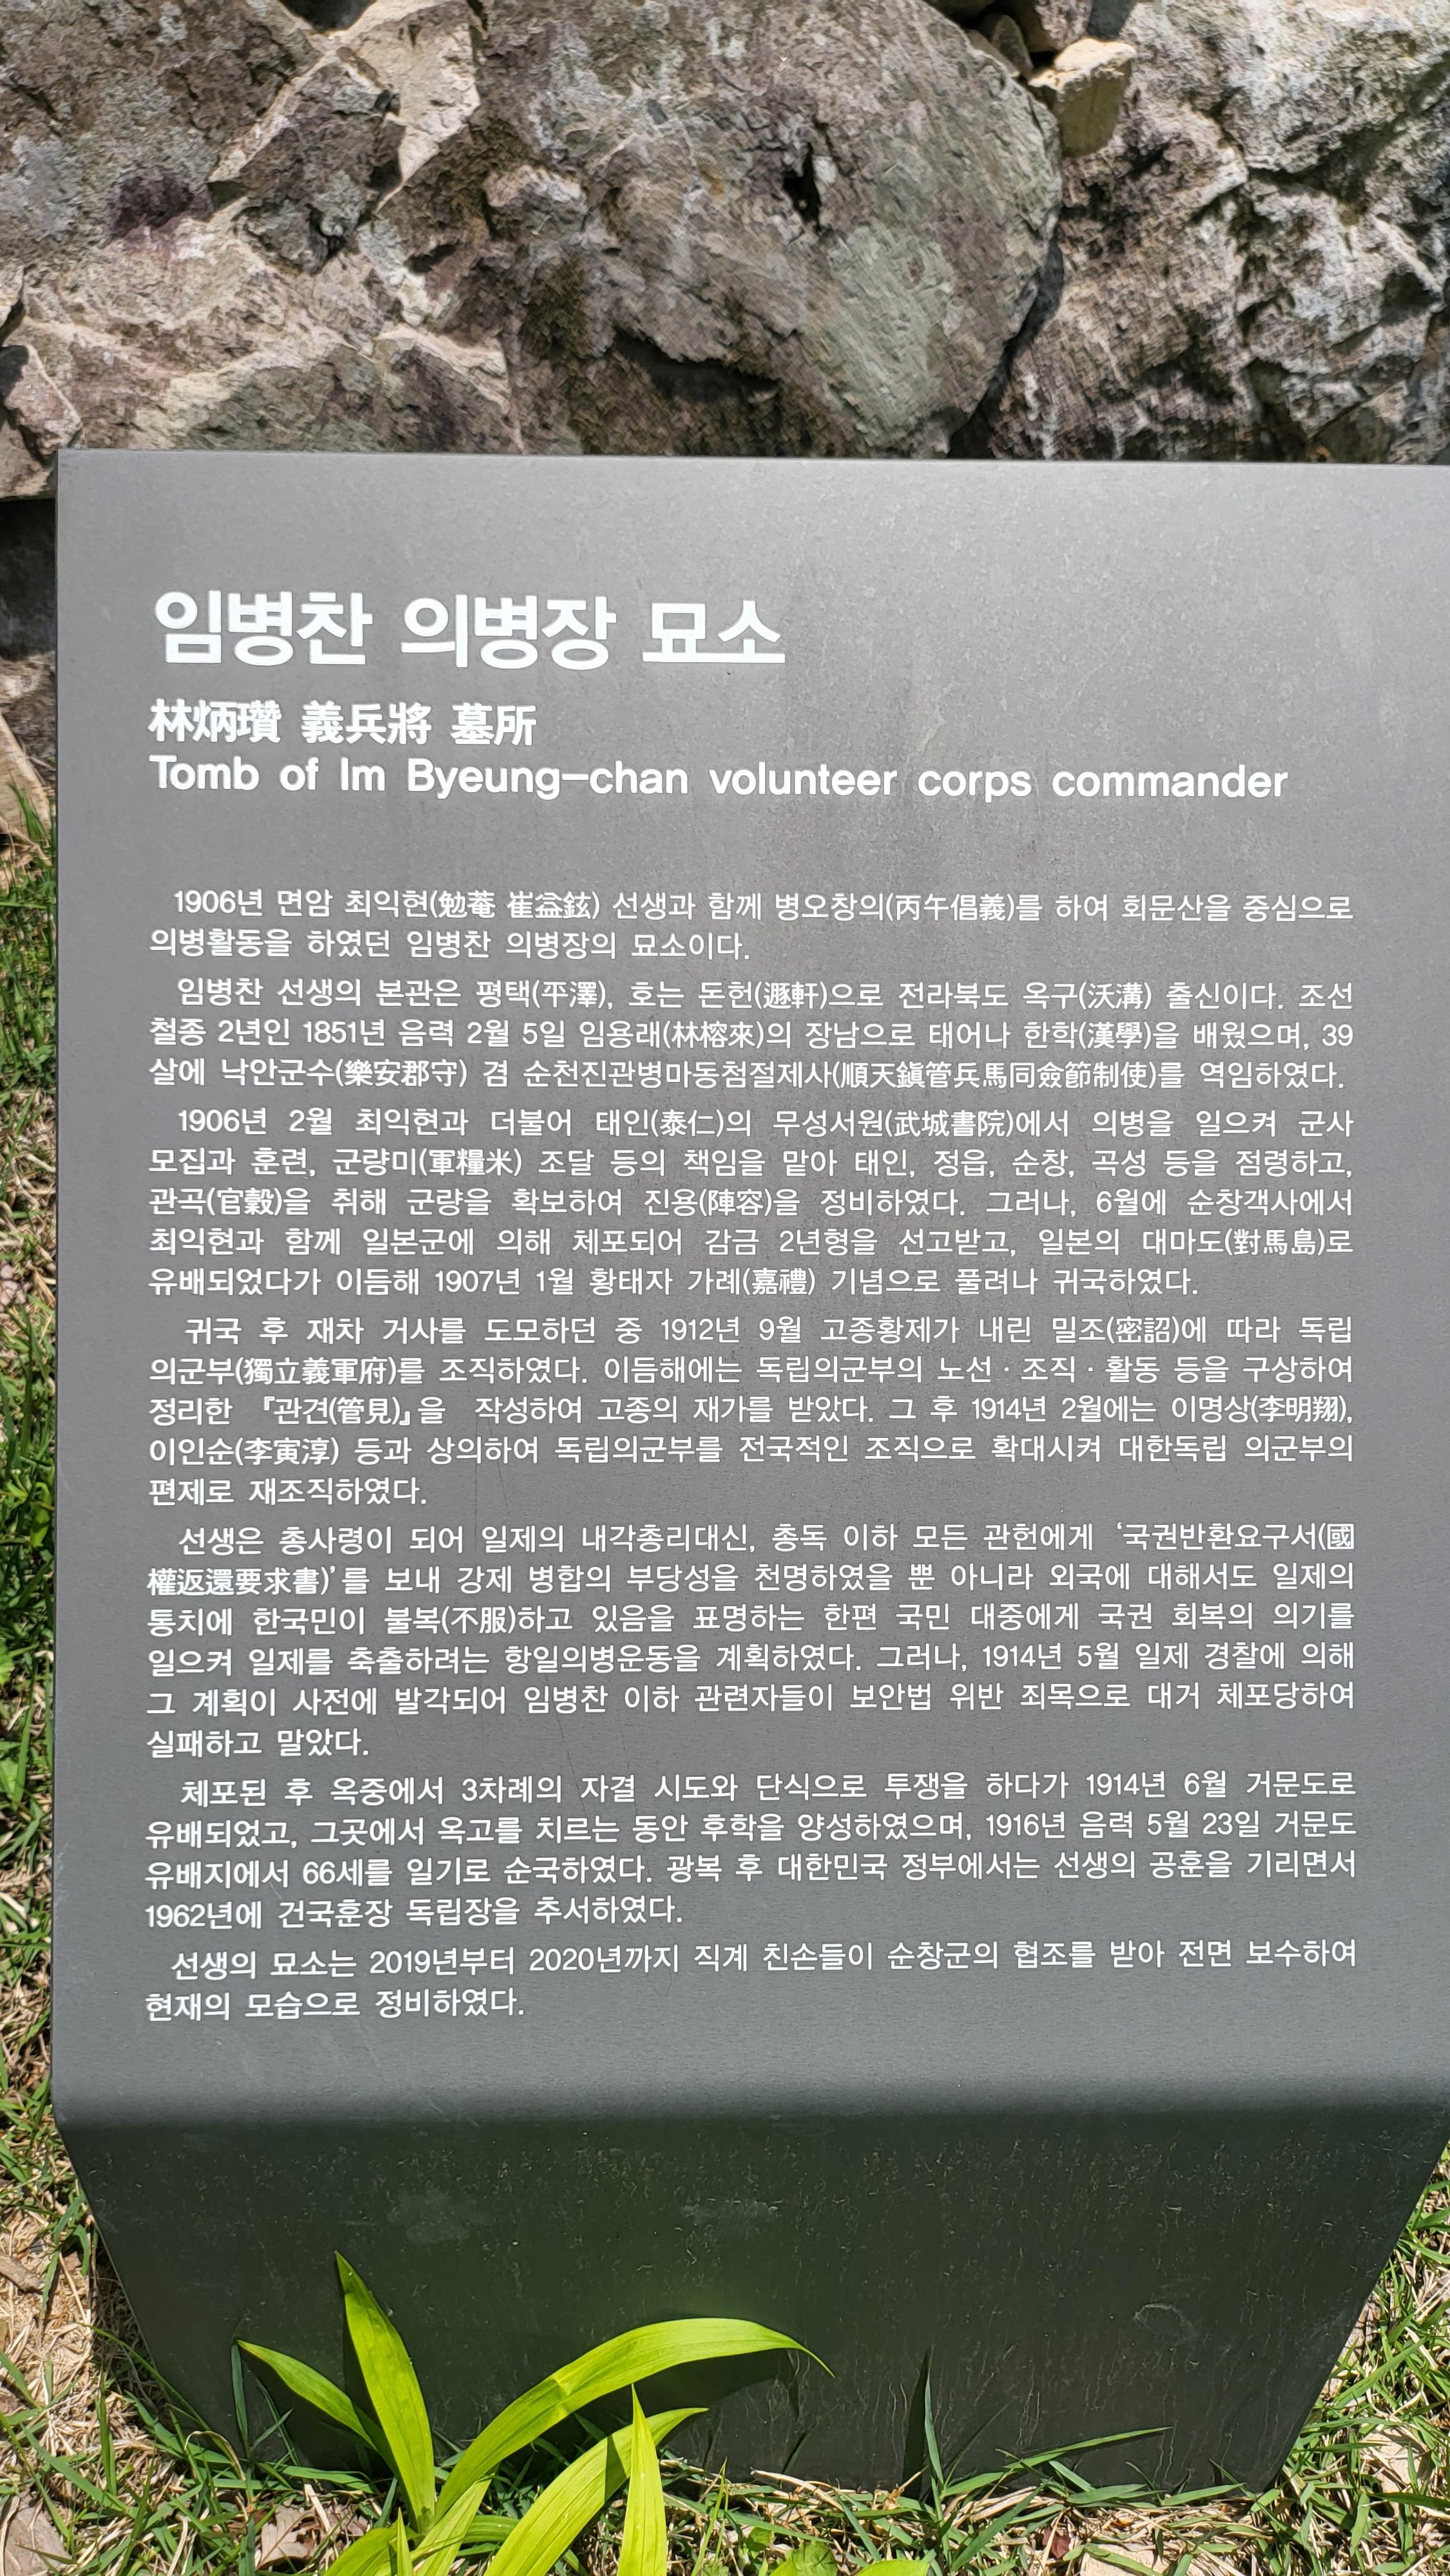 임병찬 의병장 묘소
林炳瓚 義兵將 墓所
Tomb of Im Byeung-chan volunteer corps commander
1906년 면암 최익현(勉菴 崔益鉉) 선생과 함께 병오창의(丙午倡義)를 하여 회문산을 중심으로
의병활동을 하였던 임병찬 의병장의 묘소이다.
임병찬 선생의 본관은 평택(平澤), 호는 돈헌(遯軒)으로 전라북도 옥구(沃溝) 출신이다. 조선
철종 2년인 1851년 음력 2월 5일 임용래(林榕來)의 장남으로 태어나 한학(漢學)을 배웠으며, 39
살에 낙안군수(樂安郡守) 겸 순천진관병마동첨절제사(順天鎭管兵馬同僉節制使)를 역임하였다.
1906년 2월 최익현과 더불어 태인(泰仁)의 무성서원(武城書院)에서 의병을 일으켜 군사
모집과 훈련, 군량미(軍糧米) 조달 등의 책임을 맡아 태인, 정읍, 순창, 곡성 등을 점령하고,
관곡(官穀)을 취해 군량을 확보하여 진용(陣容)을 정비하였다. 그러나, 6월에 순창객사에서
최익현과 함께 일본군에 의해 체포되어 감금 2년형을 선고받고, 일본의 대마도(對馬島)로
유배되었다가 이듬해 1907년 1월 황태자 가례(嘉禮) 기념으로 풀려나 귀국하였다.
귀국 후 재차 거사를 도모하던 중 1912년 9월 고종황제가 내린 밀조(密詔)에 따라 독립
의군부(獨立義軍府)를 조직하였다. 이듬해에는 독립의군부의 노선 · 조직 · 활동 등을 구상하여
정리한 『관견(管見)』을 작성하여 고종의 재가를 받았다. 그 후 1914년 2월에는 이명상(李明翔),
이인순(李寅淳) 등과 상의하여 독립의군부를 전국적인 조직으로 확대시켜 대한독립 의군부의
편제로 재조직하였다.
선생은 총사령이 되어 일제의 내각총리대신, 총독 이하 모든 관헌에게 ‘국권반환요구서(國
權返還要求書)’를 보내 강제 병합의 부당성을 천명하였을 뿐 아니라 외국에 대해서도 일제의
통치에 한국민이 불복(不服)하고 있음을 표명하는 한편 국민 대중에게 국권 회복의 의기를
일으켜 일제를 축출하려는 항일의병운동을 계획하였다. 그러나, 1914년 5월 일제 경찰에 의해
그 계획이 사전에 발각되어 임병찬 이하 관련자들이 보안법 위반 죄목으로 대거 체포당하여
실패하고 말았다.
체포된 후 옥중에서 3차례의 자결 시도와 단식으로 투쟁을 하다가 1914년 6월 거문도로
유배되었고, 그곳에서 옥고를 치르는 동안 후학을 양성하였으며, 1916년 음력 5월 23일 거문도
유배지에서 66세를 일기로 순국하였다. 광복 후 대한민국 정부에서는 선생의 공훈을 기리면서
1962년에 건국훈장 독립장을 추서하였다.
선생의 묘소는 2019년부터 2020년까지 직계 친손들이 순창군의 협조를 받아 전면 보수하여
현재의 모습으로 정비하였다.